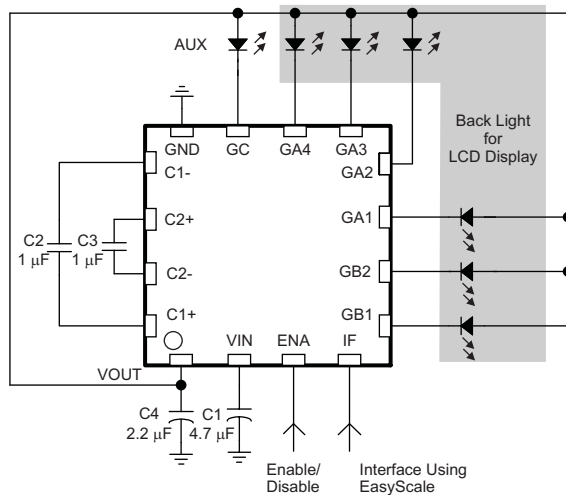 AUX
Back Light
for
LCD Display
GND
GC
GA4
GA3
GA2
C1-
C2+
C2-
C1+
GA1
GB2
GB1
C2
1 μF
C3
1 μF
VIN
ENA
IF
VOUT
C4
2.2 μF
C1
4.7 μF
Enable/
Disable
Interface Using
EasyScale